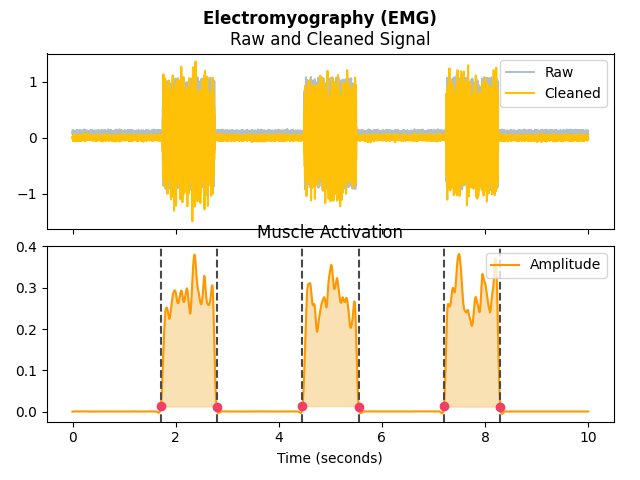 Electromyography (EMG)
Raw and Cleaned Signal
Raw
Cleaned
1
0
−1
Muscle Activation
Amplitude
0.4
0.3
0.2
0.1
0.0
0 2 4 6 8 10
Time (seconds)